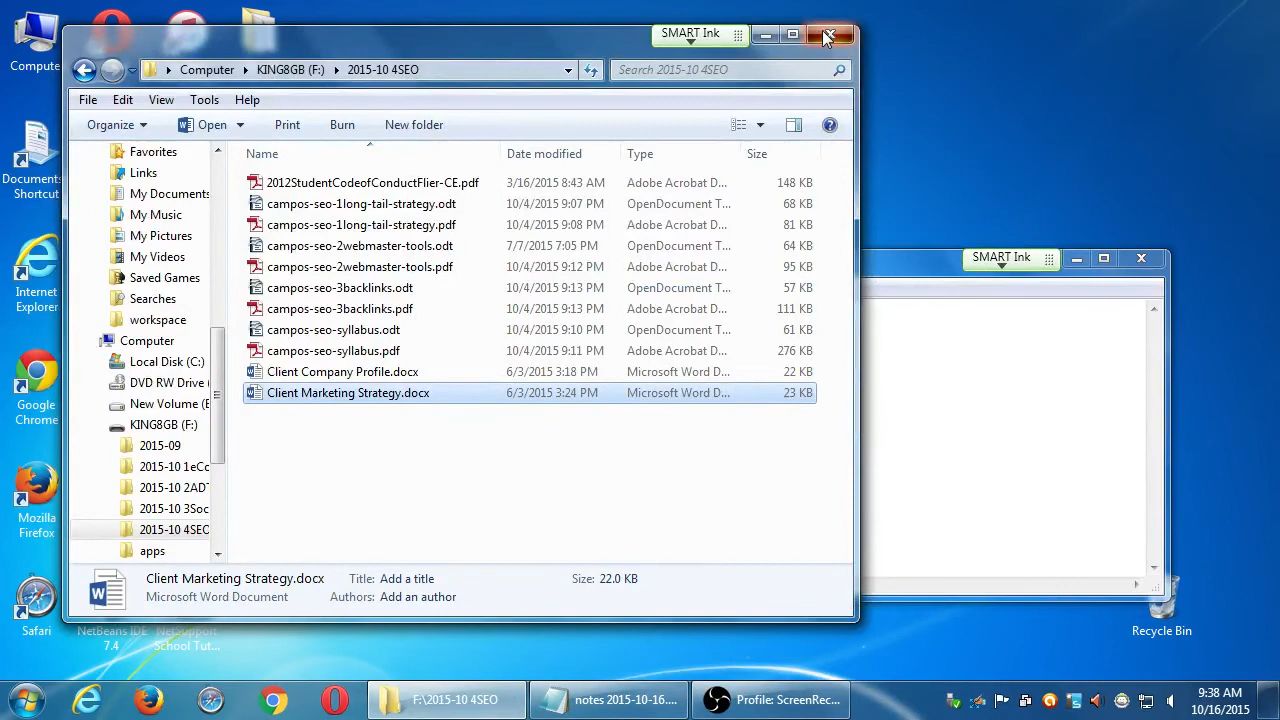 Compute
Documents
Shortcut
Internet
Explorer
Google
Chrome
Mozilla
Firefox
Safari
NetBeans IDE
7.4
NetSupport
School Tut...
Recycle Bin
SMART Ink
Computer
KING8GB (F:)
2015-10 4SEO
Search 2015-10 4SEO
File Edit View Tools Help
Organize Open Print Burn New folder
Favorites
Links
My Documents
My Music
My Pictures
My Videos
Saved Games
Searches
workspace
Computer
Local Disk (C:)
DVD RW Drive (
New Volume (E
KING8GB (F:)
2015-09
2015-10 1eCo
2015-10 2AD
2015-10 3Soc
2015-10 4SEO
apps
Name Date modified Type Size
2012StudentCodeofConductFlier-CE.pdf 3/16/2015 8:43 AM Adobe Acrobat D... 148 KB
campos-seo-1long-tail-strategy.odt 10/4/2015 9:07 PM OpenDocument T... 68 KB
campos-seo-1long-tail-strategy.pdf 10/4/2015 9:08 PM Adobe Acrobat D... 81 KB
campos-seo-2webmaster-tools.odt 7/7/2015 7:05 PM OpenDocument T... 64 KB
campos-seo-2webmaster-tools.pdf 10/4/2015 9:12 PM Adobe Acrobat D... 95 KB
campos-seo-3backlinks.odt 10/4/2015 9:13 PM OpenDocument T... 57 KB
campos-seo-3backlinks.pdf 10/4/2015 9:13 PM Adobe Acrobat D... 111 KB
campos-seo-syllabus.odt 10/4/2015 9:10 PM OpenDocument T... 61 KB
campos-seo-syllabus.pdf 10/4/2015 9:11 PM Adobe Acrobat D... 276 KB
Client Company Profile.docx 6/3/2015 3:18 PM Microsoft Word D... 22 KB
Client Marketing Strategy.docx 6/3/2015 3:24 PM Microsoft Word D... 23 KB
Client Marketing Strategy.docx Title: Add a title Size: 22.0 KB
Microsoft Word Document Authors: Add an author
SMART Ink
F:\2015-10 4SEO
notes 2015-10-16....
Profile: ScreenRec...
9:38 AM
10/16/2015